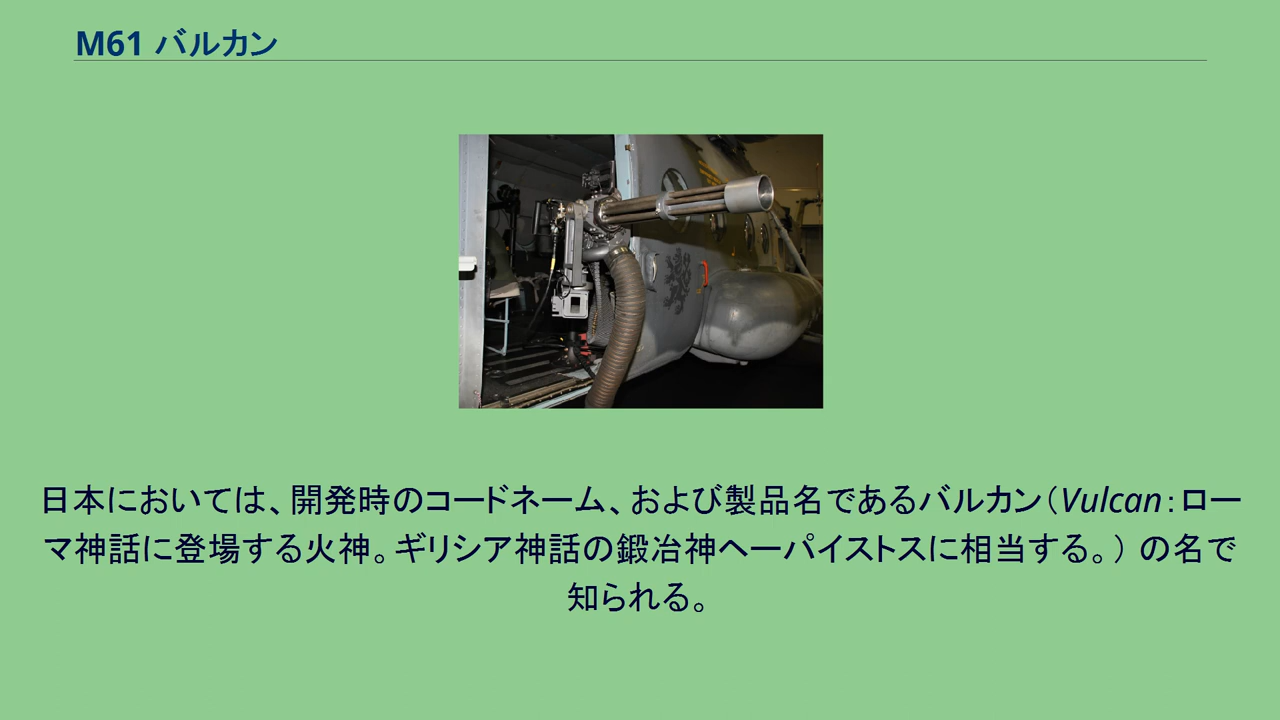 M61 バルカン
日本においては、開発時のコードネーム、および製品名であるバルカン（Vulcan：ロー
マ神話に登場する火神。ギリシア神話の鍛冶神ヘーパイストスに相当する。） の名で
知られる。